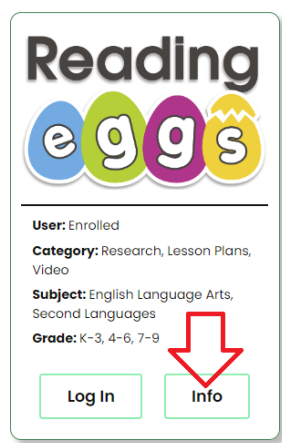 Reading
eggs
User: Enrolled
Category: Research, Lesson Plans,
Video
Subject: English Language Arts,
Second Languages
Grade: K-3, 4-6, 7-9
Log In
Info